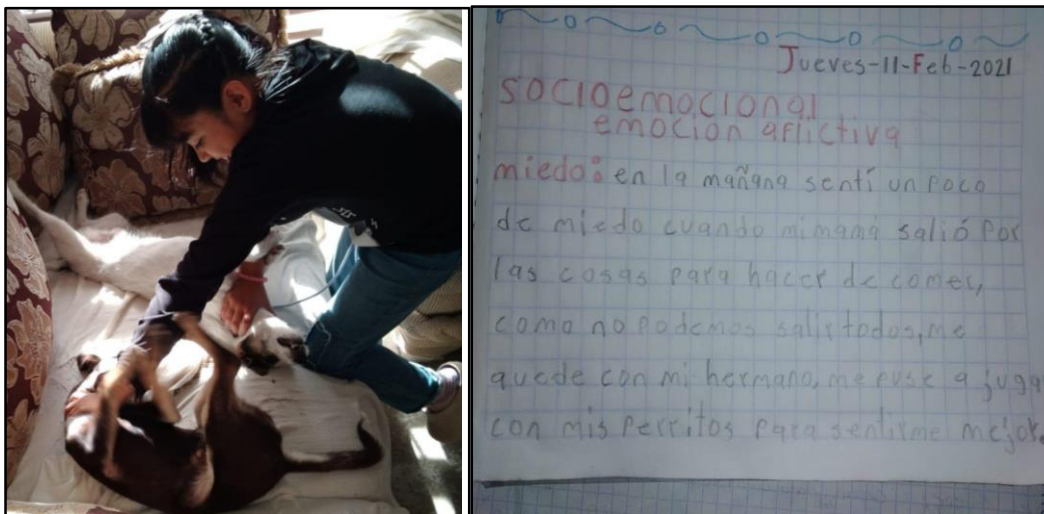 Jueves-11-Feb-2021
socioemocional
emoción aflictiva
miedo: en la mañana sentí un poco
de miedo cuando mi mamá salió por
las cosas para hacer de comer,
como no podemos salir todos, me
quede con mi hermano, me puse a juga
con mis perritos para sentirme mejor.